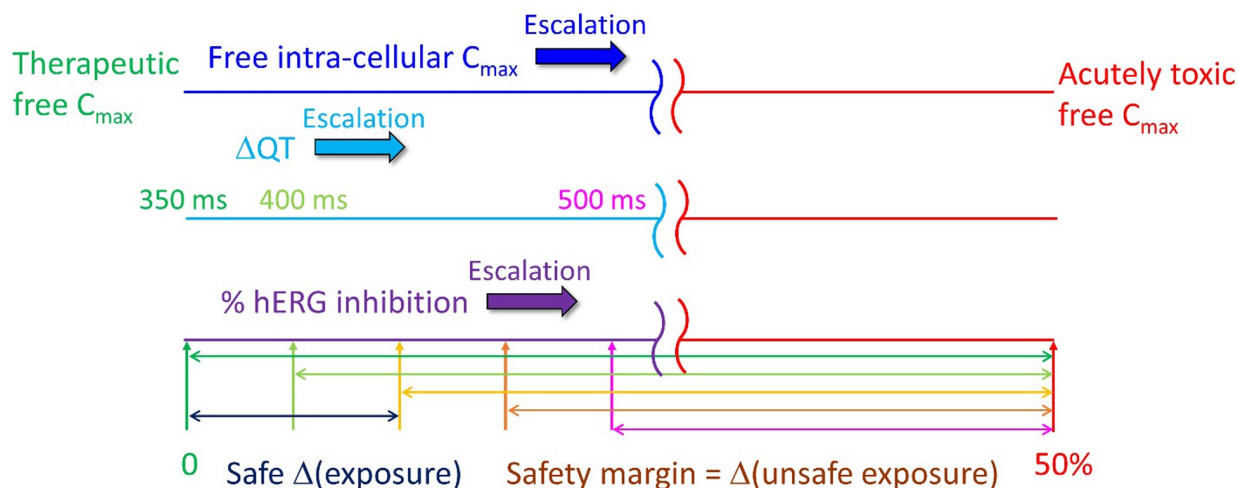 Escalation
Therapeutic
free Cmax
Free intra-cellular Cmax
Acutely toxic
free Cmax
Escalation
ΔQT
350 ms
400 ms
500 ms
Escalation
% hERG inhibition
0
Safe Δ(exposure)
Safety margin = Δ(unsafe exposure)
50%